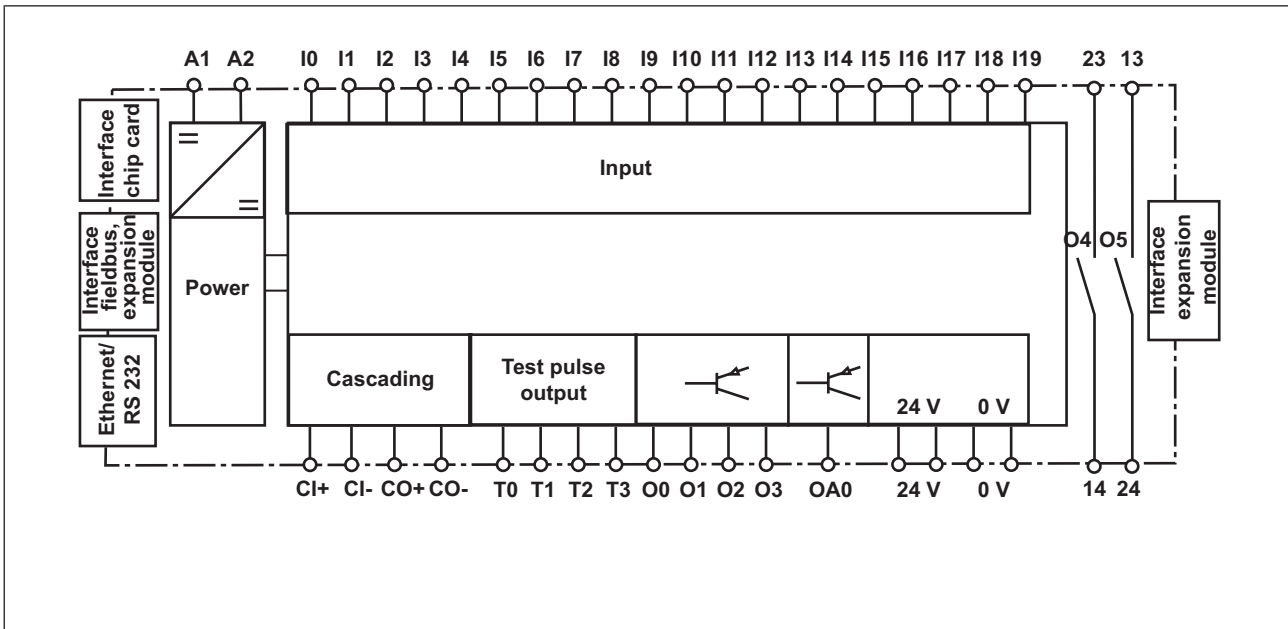 A1 A2 I0 I1 I2 I3 I4 I5 I6 I7 I8 I9 I10 I11 I12 I13 I14 I15 I16 I17 I18 I19 23 13
Interface
chip card
Interface
fieldbus,
expansion
module
Ethernet/
RS 232
Power
Input
O4 O5
Interface
expansion
module
Cascading
Test pulse
output
24 V 0 V
CI+ CI- CO+ CO- T0 T1 T2 T3 O0 O1 O2 O3 OA0 24 V 0 V 14 24